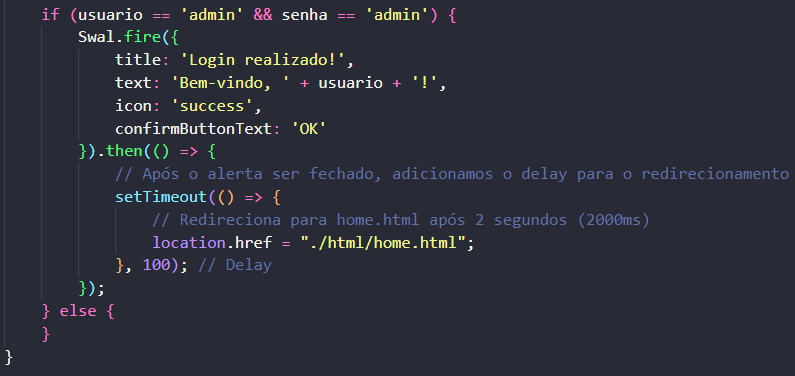 if (usuario == 'admin' && senha == 'admin') {
Swal.fire({
title: 'Login realizado!',
text: 'Bem-vindo, ' + usuario + '!',
icon: 'success',
confirmButtonText: 'OK'
}).then(() => {
// Após o alerta ser fechado, adicionamos o delay para o redirecionamento
setTimeout(() => {
// Redireciona para home.html após 2 segundos (2000ms)
location.href = "./html/home.html";
}, 100); // Delay
});
} else {
}
}